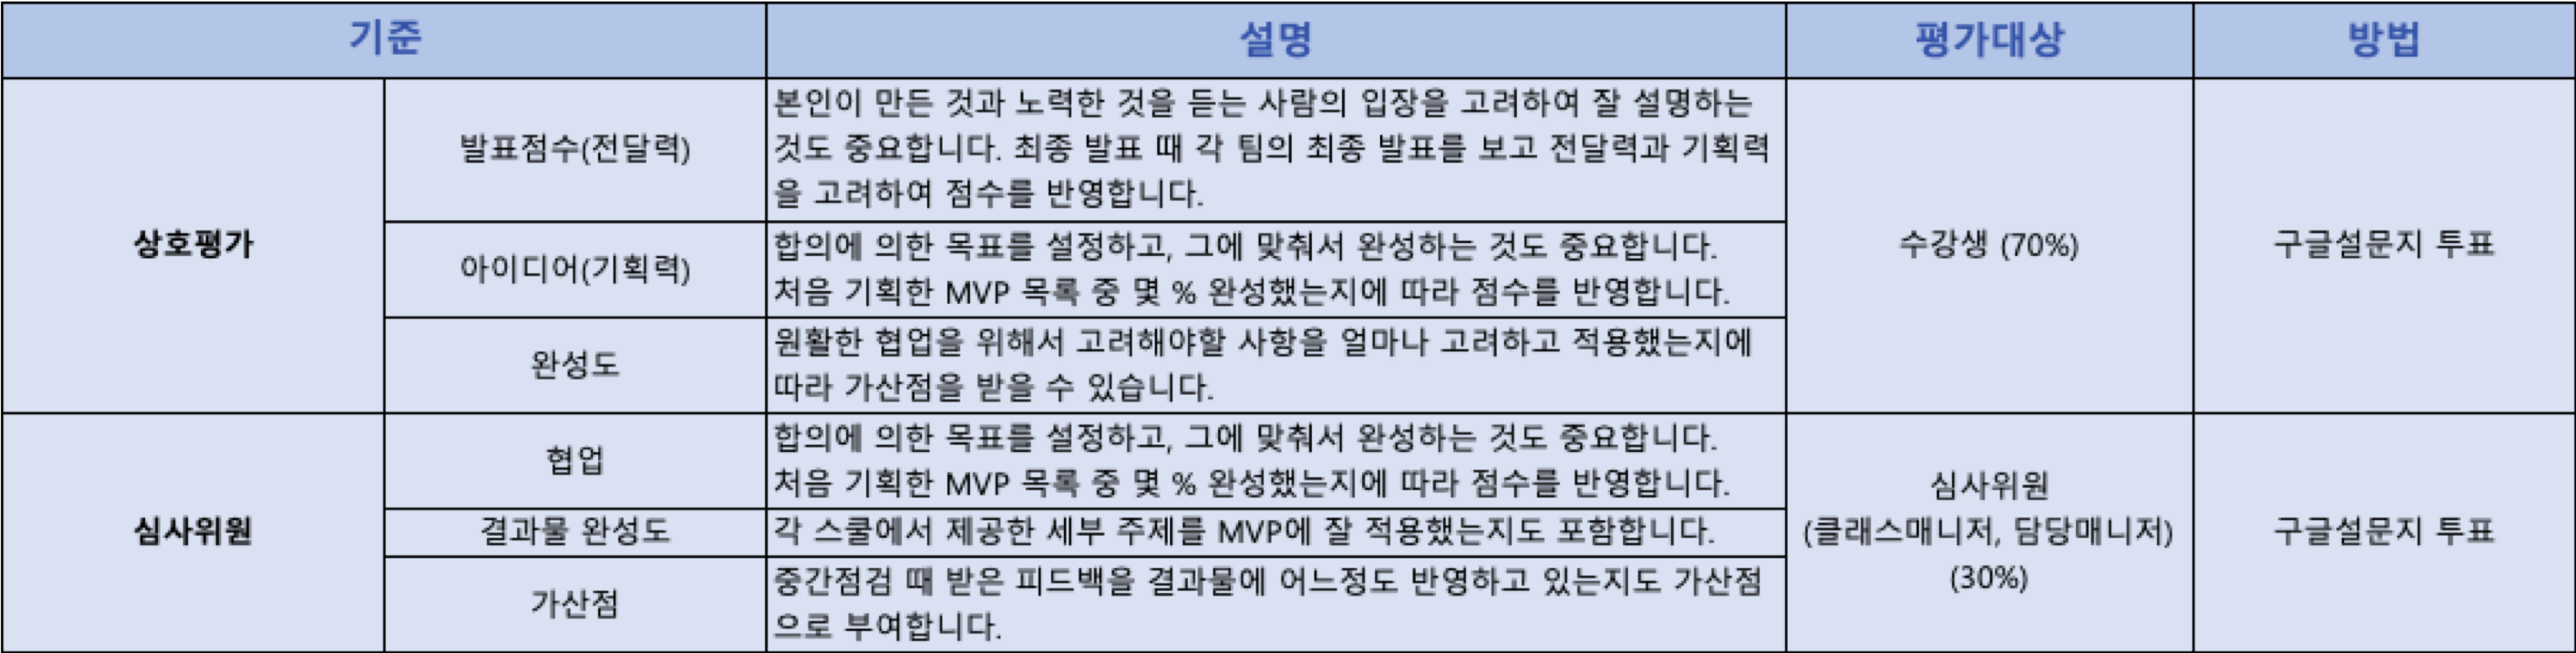 기준 설명 평가대상 방법
상호평가
발표점수(전달력)
본인이 만든 것과 노력한 것을 듣는 사람의 입장을 고려하여 잘 설명하는
것도 중요합니다. 최종 발표 때 각 팀의 최종 발표를 보고 전달력과 기획력
을 고려하여 점수를 반영합니다.
아이디어(기획력)
합의에 의한 목표를 설정하고, 그에 맞춰서 완성하는 것도 중요합니다.
처음 기획한 MVP 목록 중 몇 % 완성했는지에 따라 점수를 반영합니다.
완성도
원활한 협업을 위해서 고려해야할 사항을 얼마나 고려하고 적용했는지에
따라 가산점을 받을 수 있습니다.
수강생 (70%)
구글설문지 투표
심사위원
협업
합의에 의한 목표를 설정하고, 그에 맞춰서 완성하는 것도 중요합니다.
처음 기획한 MVP 목록 중 몇 % 완성했는지에 따라 점수를 반영합니다.
결과물 완성도
각 스쿨에서 제공한 세부 주제를 MVP에 잘 적용했는지도 포함합니다.
가산점
중간점검 때 받은 피드백을 결과물에 어느정도 반영하고 있는지도 가산점
으로 부여합니다.
심사위원
(클래스매니저, 담당매니저)
(30%)
구글설문지 투표